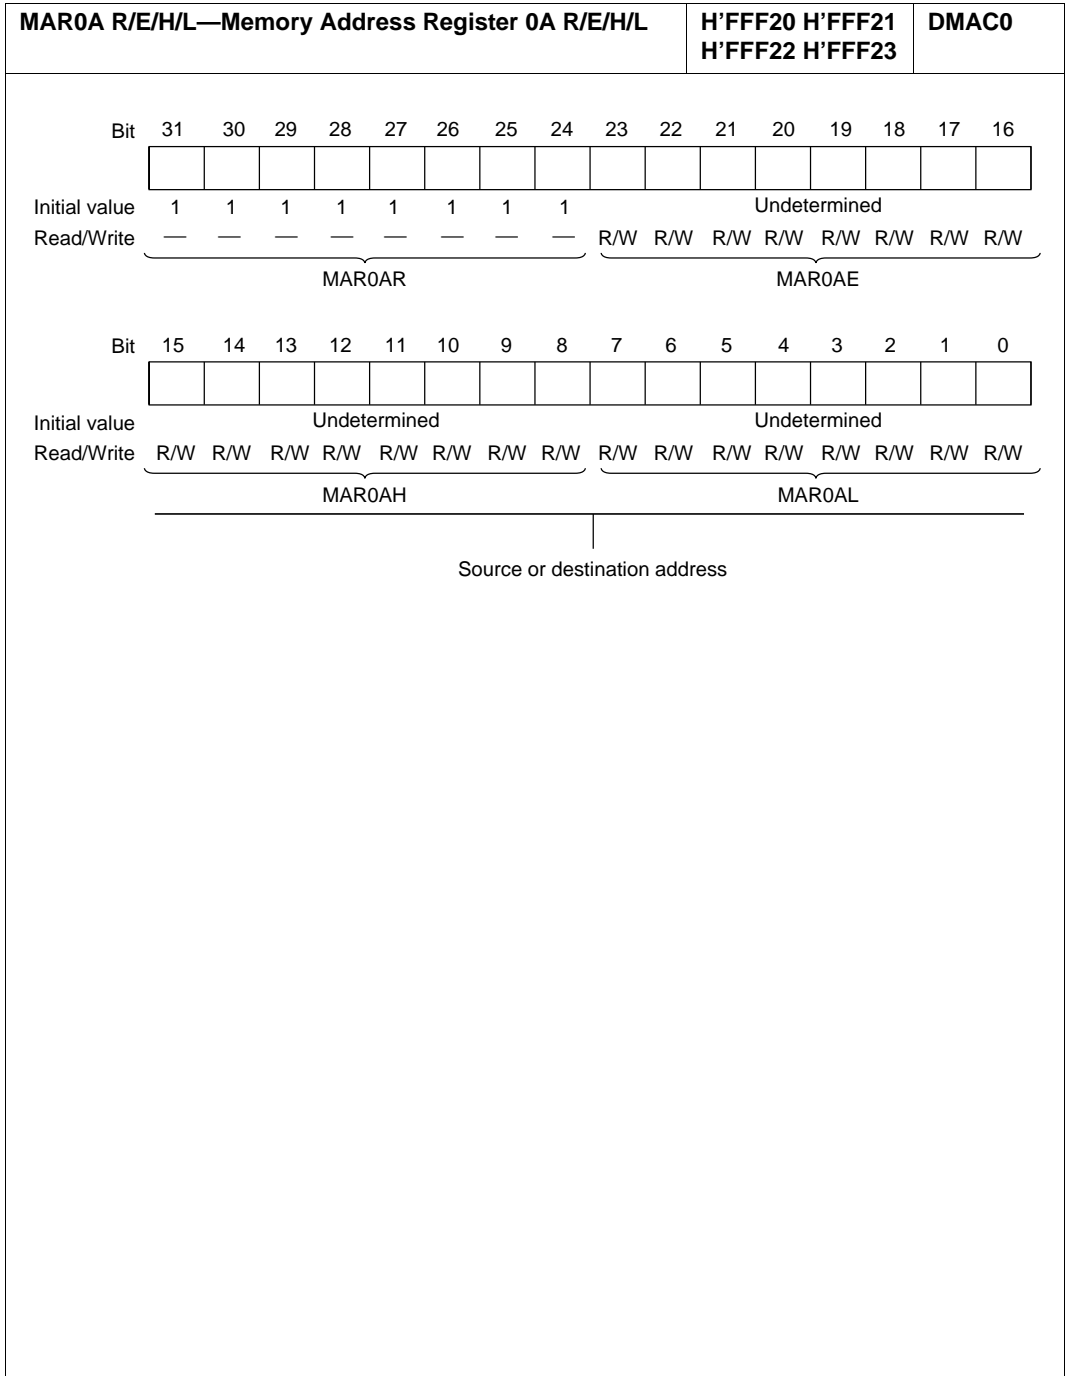 MAR0A R/E/H/L—Memory Address Register 0A R/E/H/L
H’FFF20 H’FFF21
H’FFF22 H’FFF23
DMAC0
Bit 31 30 29 28 27 26 25 24 23 22 21 20 19 18 17 16
Initial value 1 1 1 1 1 1 1 1 Undetermined
Read/Write — — — — — — — — R/W R/W R/W R/W R/W R/W R/W R/W
MAR0AR MAR0AE
Bit 15 14 13 12 11 10 9 8 7 6 5 4 3 2 1 0
Initial value Undetermined Undetermined
Read/Write R/W R/W R/W R/W R/W R/W R/W R/W R/W R/W R/W R/W R/W R/W R/W R/W
MAR0AH MAR0AL
Source or destination address